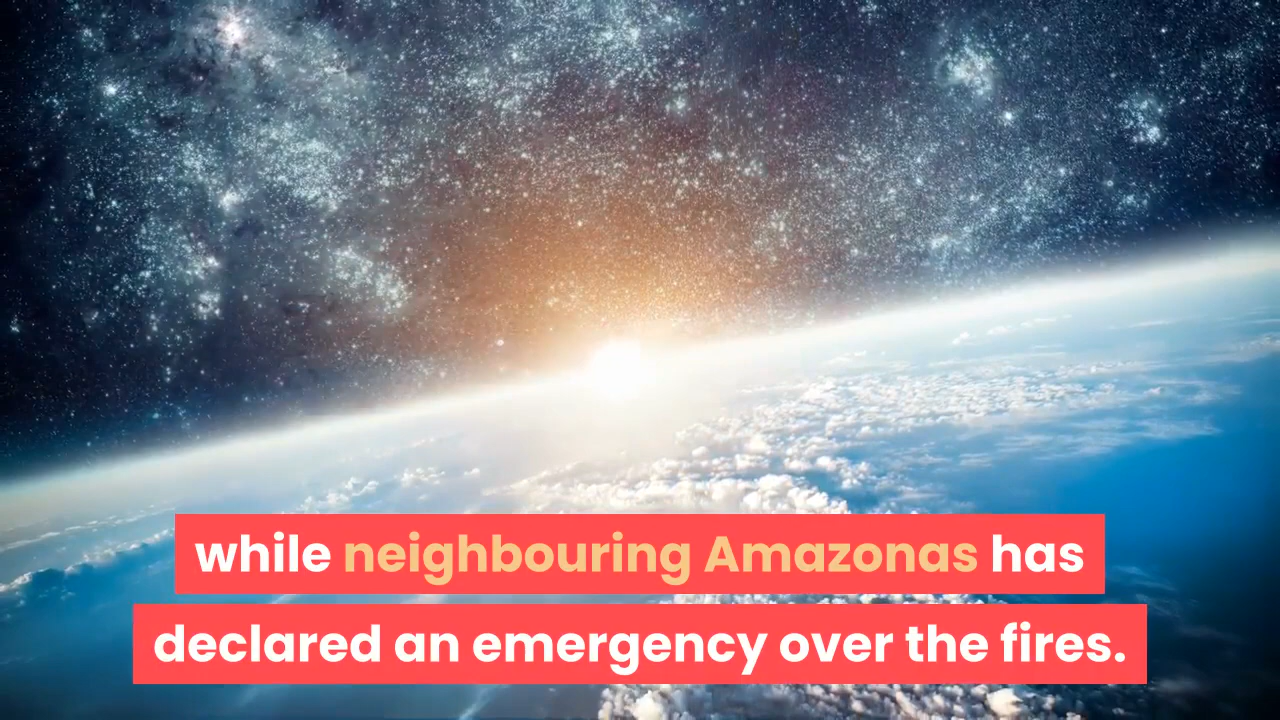 while neighbouring Amazonas has
declared an emergency over the fires.